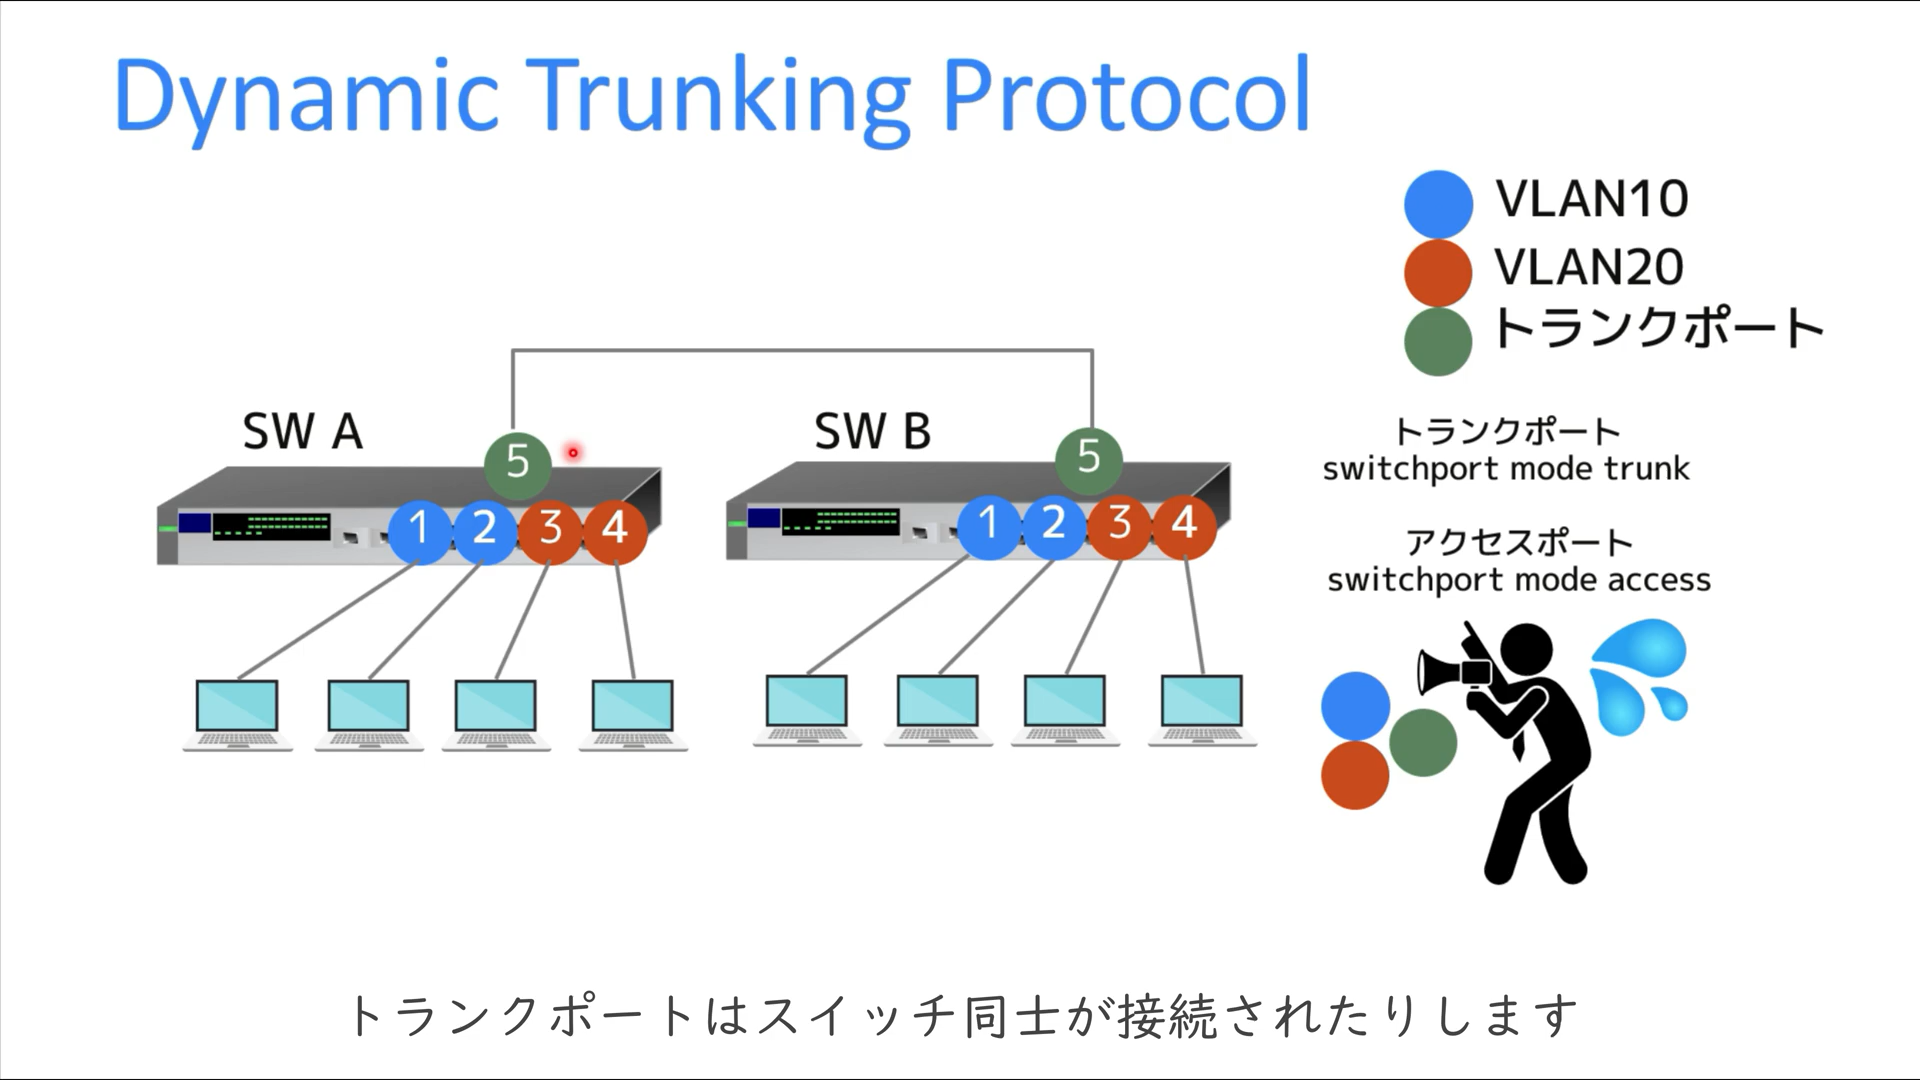 Dynamic Trunking Protocol
VLAN10
VLAN20
トランクポート
トランクポート
switchport mode trunk
アクセスポート
switchport mode access
SW A
5
1 2 3 4
SW B
5
1 2 3 4
トランクポートはスイッチ同士が接続されたりします